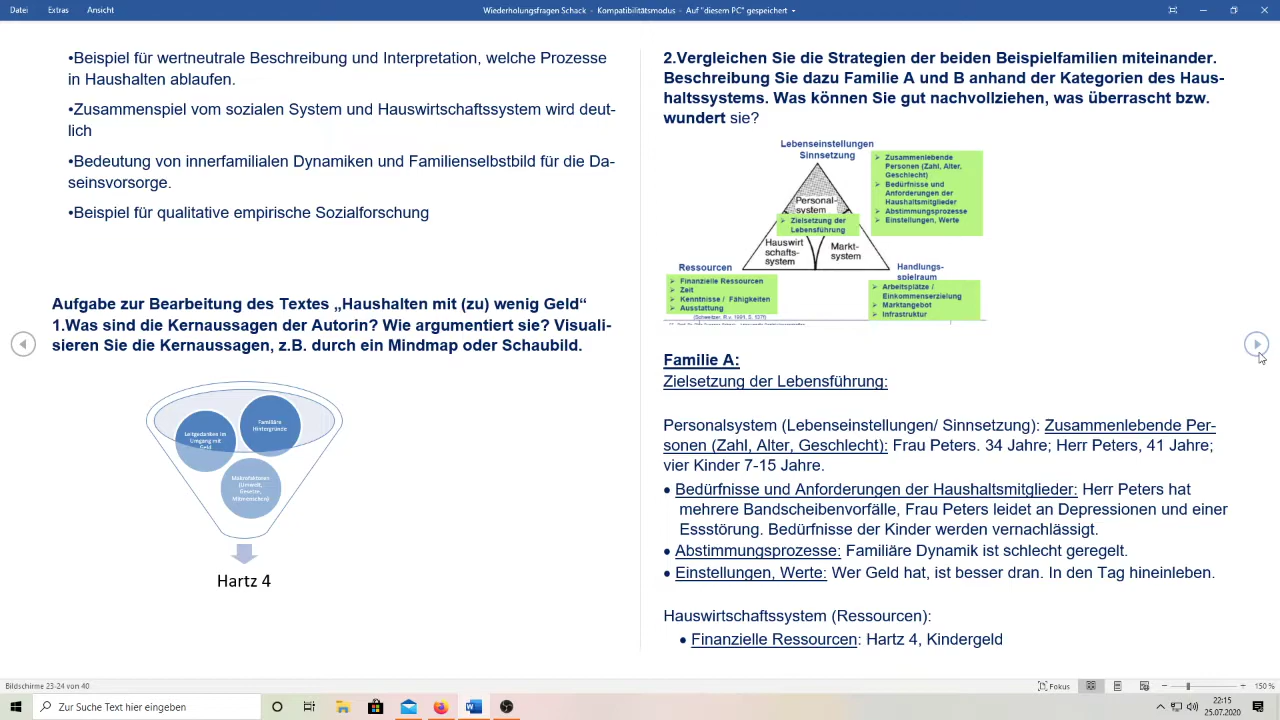 Datei Extras Ansicht
Wiederholungsfragen Schack - Kompatibilitätsmodus - Auf "diesem PC" gespeichert
•Beispiel für wertneutrale Beschreibung und Interpretation, welche Prozesse
in Haushalten ablaufen.
•Zusammenspiel vom sozialen System und Hauswirtschaftssystem wird deut-
lich
•Bedeutung von innerfamilialen Dynamiken und Familienselbstbild für die Da-
seinsvorsorge.
•Beispiel für qualitative empirische Sozialforschung
Aufgabe zur Bearbeitung des Textes „Haushalten mit (zu) wenig Geld“
1.Was sind die Kernaussagen der Autorin? Wie argumentiert sie? Visuali-
sieren Sie die Kernaussagen, z.B. durch ein Mindmap oder Schaubild.
Leitgedanken im
Umgang mit
Geld
Familiäre
Hintergründe
Makrofaktoren
(Umwelt,
Gesetze,
Mitmenschen)
Hartz 4
2.Vergleichen Sie die Strategien der beiden Beispielfamilien miteinander.
Beschreibung Sie dazu Familie A und B anhand der Kategorien des Haus-
haltssystems. Was können Sie gut nachvollziehen, was überrascht bzw.
wundert sie?
Lebenseinstellungen
Sinnsetzung
Zusammenlebende
Personen (Zahl, Alter,
Geschlecht)
Bedürfnisse und
Anforderungen der
Haushaltsmitglieder
Abstimmungsprozesse
Einstellungen, Werte
Personal-
system
Zielsetzung der
Lebensführung
Hauswirt
schafts-
system
Markt-
system
Ressourcen
Finanzielle Ressourcen
Zeit
Kenntnisse / Fähigkeiten
Ausstattung
Handlungs-
spielraum
Arbeitsplätze /
Einkommenserzielung
Marktangebot
Infrastruktur
Familie A:
Zielsetzung der Lebensführung:
Personalsystem (Lebenseinstellungen/ Sinnsetzung): Zusammenlebende Per-
sonen (Zahl, Alter, Geschlecht): Frau Peters. 34 Jahre; Herr Peters, 41 Jahre;
vier Kinder 7-15 Jahre.
• Bedürfnisse und Anforderungen der Haushaltsmitglieder: Herr Peters hat
mehrere Bandscheibenvorfälle, Frau Peters leidet an Depressionen und einer
Essstörung. Bedürfnisse der Kinder werden vernachlässigt.
• Abstimmungsprozesse: Familiäre Dynamik ist schlecht geregelt.
• Einstellungen, Werte: Wer Geld hat, ist besser dran. In den Tag hineinleben.
Hauswirtschaftssystem (Ressourcen):
• Finanzielle Ressourcen: Hartz 4, Kindergeld
Bildschirme 23-24 von 40
Fokus
150 %
Zur Suche Text hier eingeben
22:15
25.07.2020